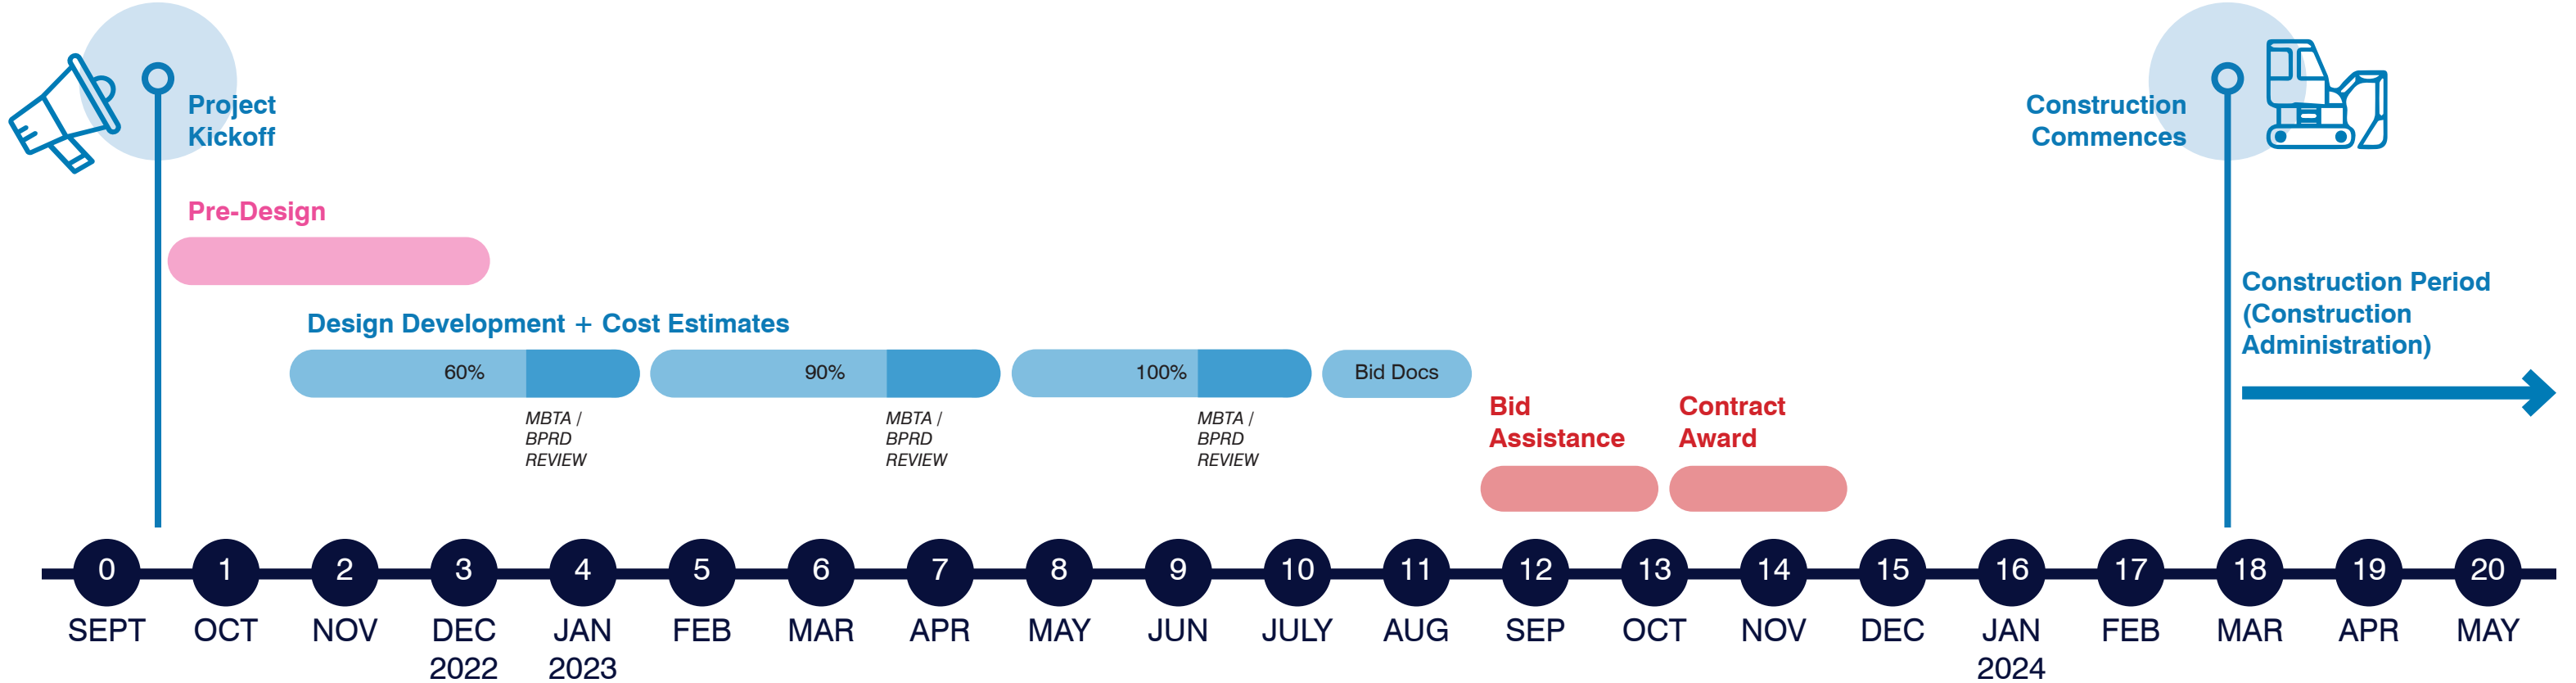 Project
Kickoff
Construction
Commences
Pre-Design
Construction Period
(Construction
Administration)
Design Development + Cost Estimates
60%
90%
100%
Bid Docs
MBTA /
BPRD
REVIEW
MBTA /
BPRD
REVIEW
MBTA /
BPRD
REVIEW
Bid
Assistance
Contract
Award
0 1 2 3 4 5 6 7 8 9 10 11 12 13 14 15 16 17 18 19 20
SEPT OCT NOV DEC JAN FEB MAR APR MAY JUN JULY AUG SEP OCT NOV DEC JAN FEB MAR APR MAY
2022 2023 2024